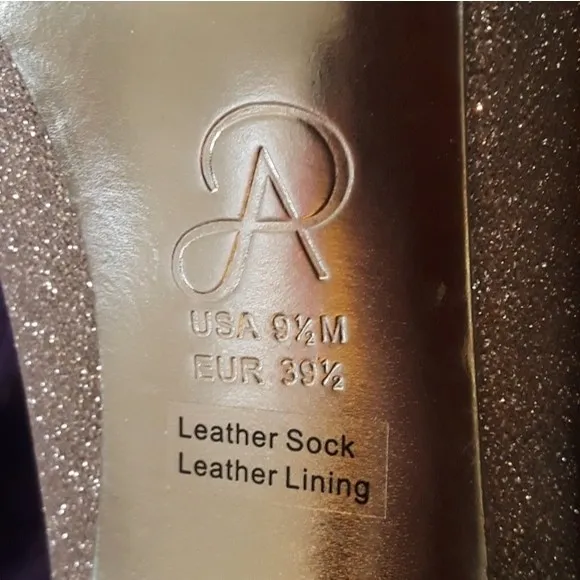 A
USA 9½M
EUR 39½
Leather Sock
Leather Lining